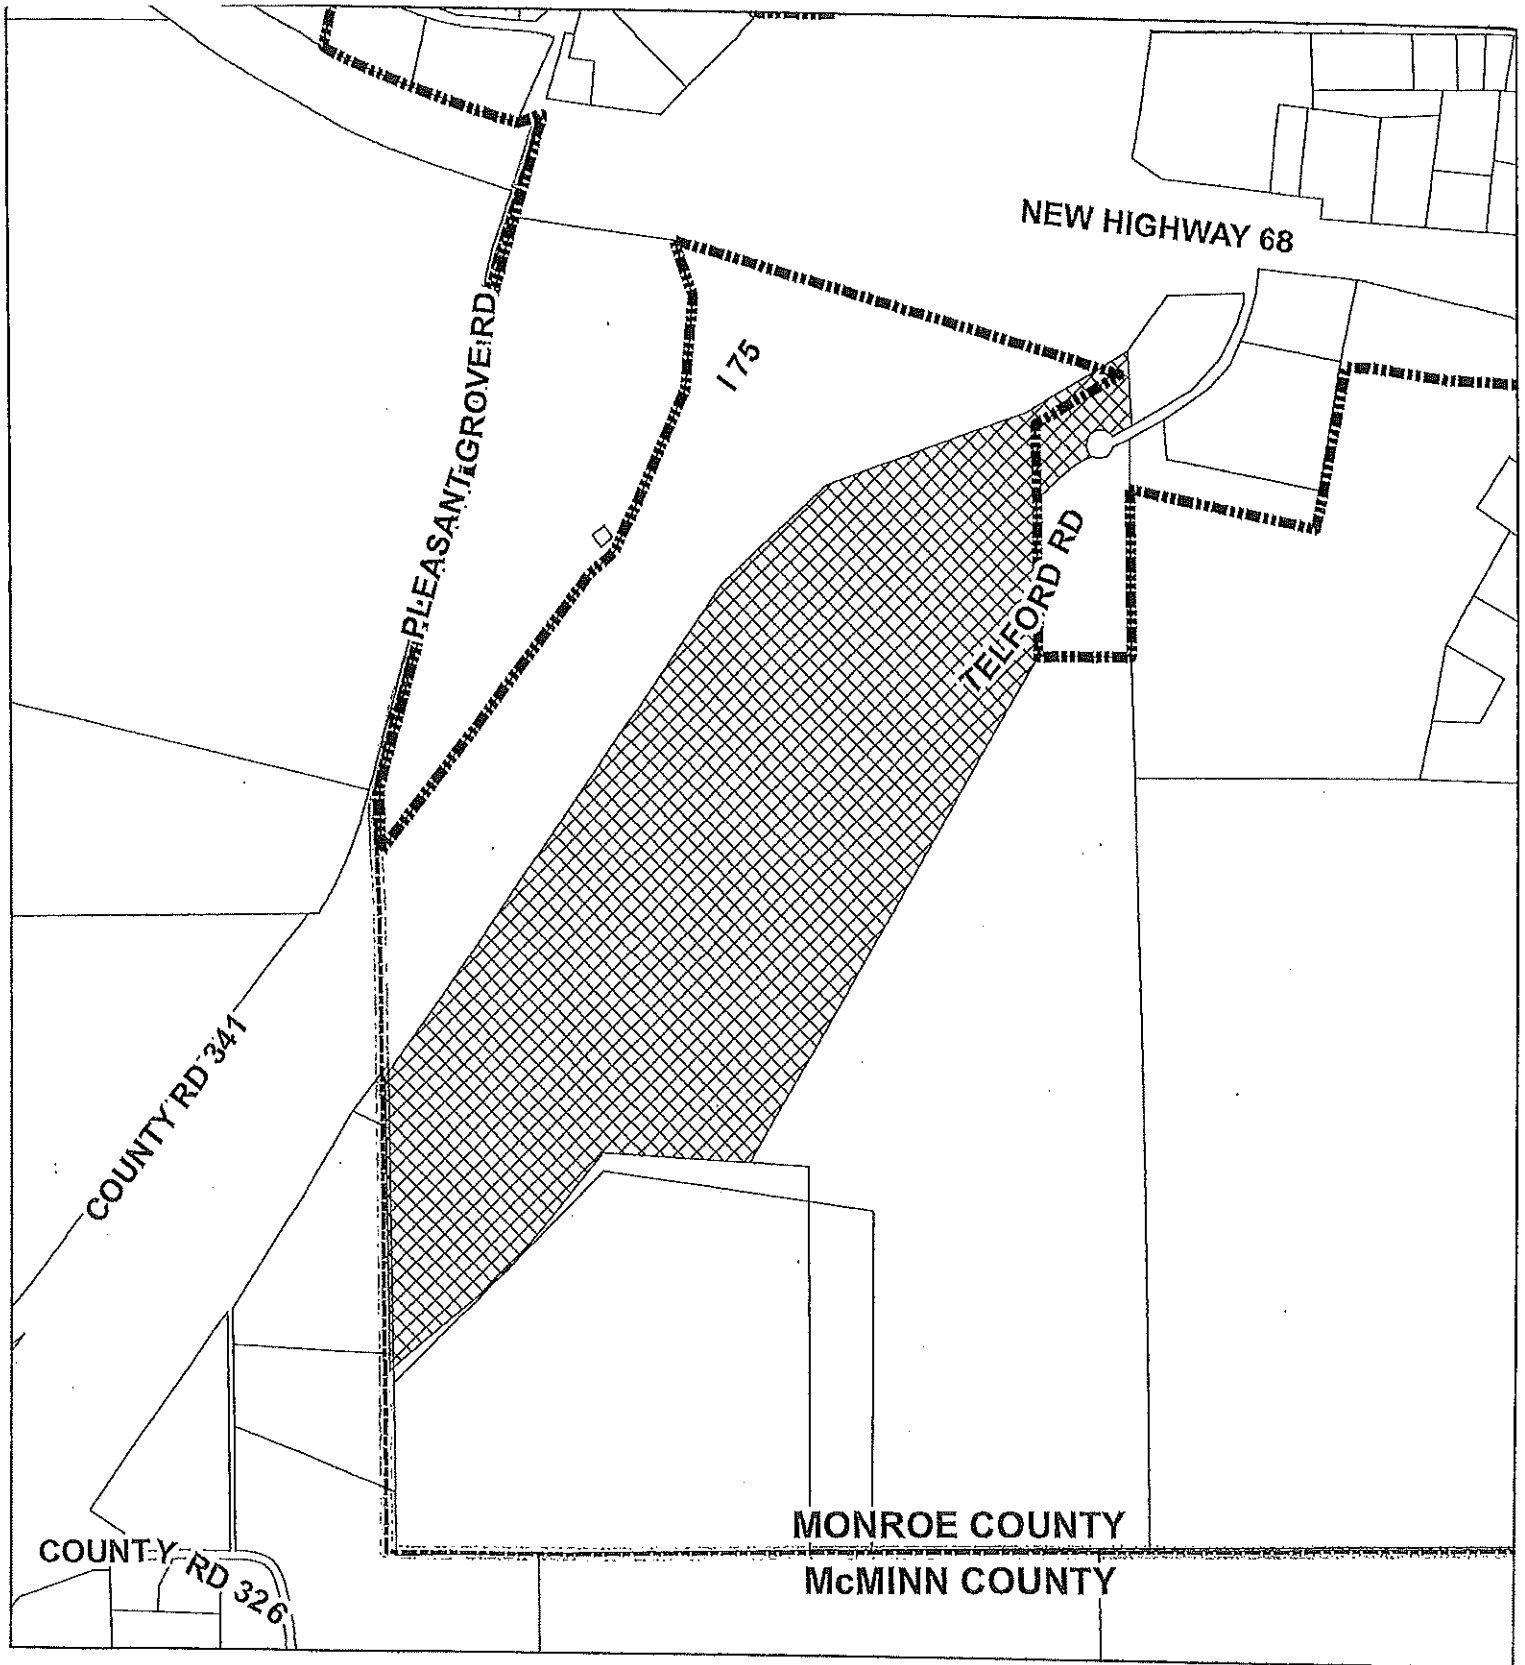 NEW HIGHWAY 68
I 75
PLEASANT GROVE RD
TELFORD RD
COUNTY RD 341
MONROE COUNTY
McMINN COUNTY
COUNTY RD 326